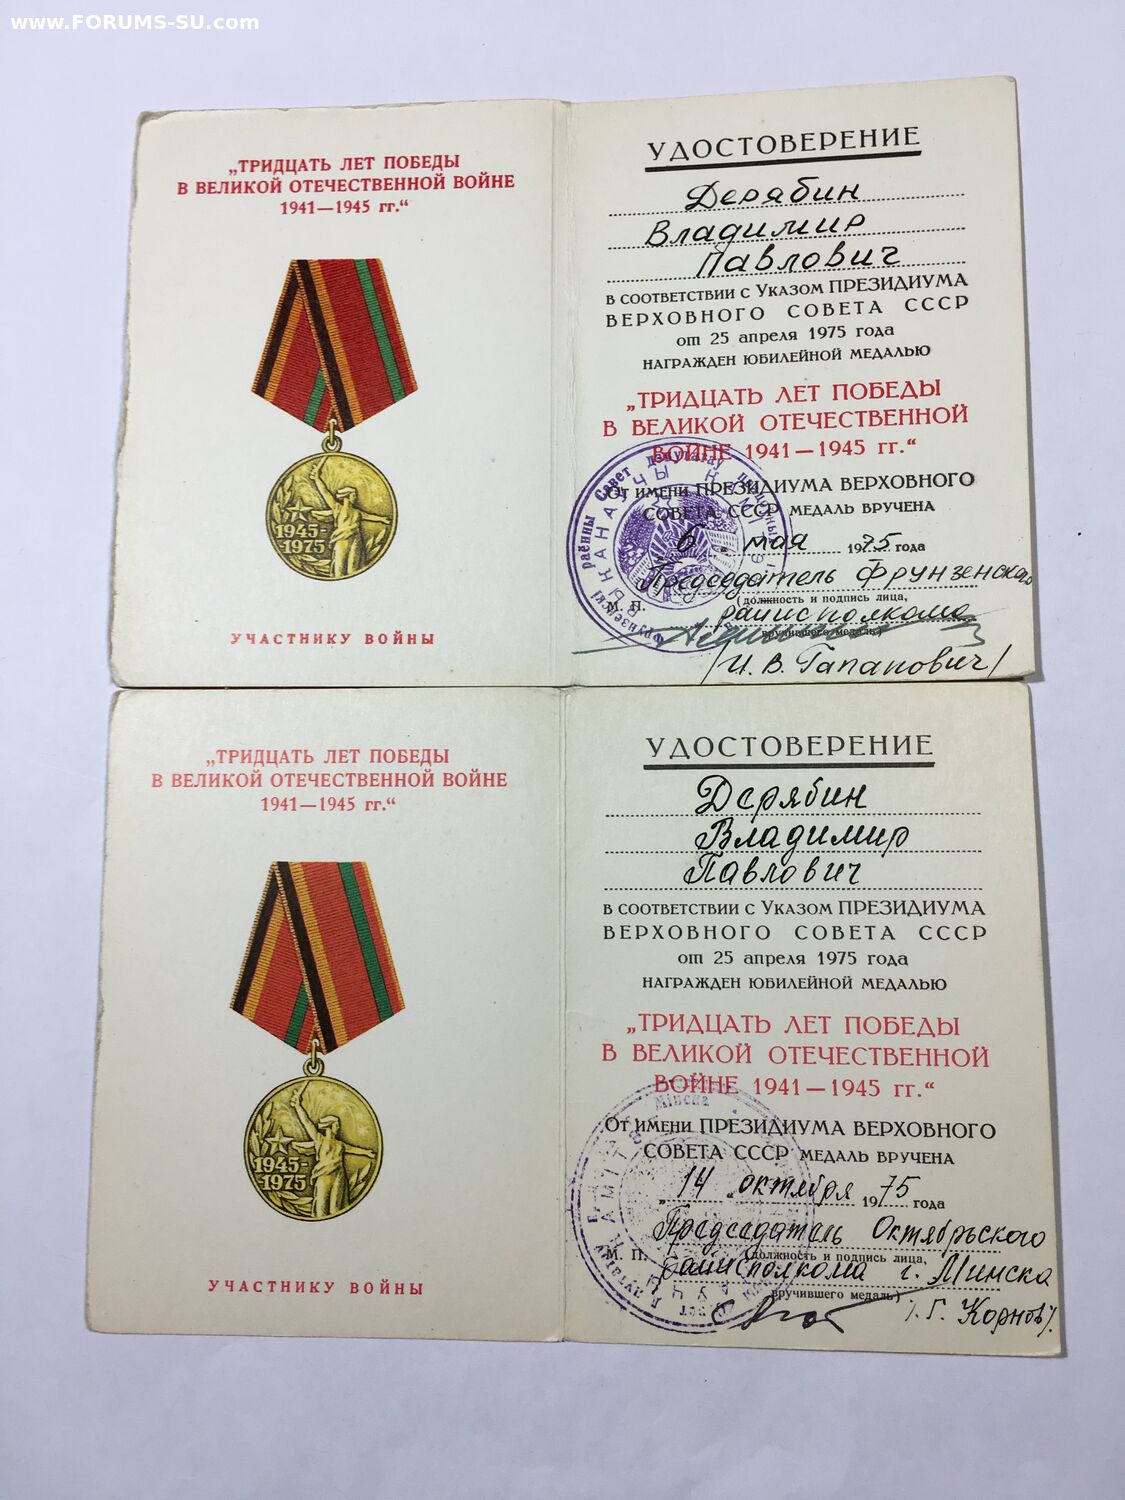 www.FORUMS-SU.com
„ТРИДЦАТЬ ЛЕТ ПОБЕДЫ
В ВЕЛИКОЙ ОТЕЧЕСТВЕННОЙ ВОЙНЕ
1941—1945 гг.“
1945-
1975
УЧАСТНИКУ ВОЙНЫ
УДОСТОВЕРЕНИЕ
Дерябин
Владимир
Павлович
В СООТВЕТСТВИИ С УКАЗОМ ПРЕЗИДИУМА
ВЕРХОВНОГО СОВЕТА СССР
от 25 апреля 1975 года
НАГРАЖДЕН ЮБИЛЕЙНОЙ МЕДАЛЬЮ
„ТРИДЦАТЬ ЛЕТ ПОБЕДЫ
В ВЕЛИКОЙ ОТЕЧЕСТВЕННОЙ
ВОЙНЕ 1941—1945 гг.“
От имени ПРЕЗИДИУМА ВЕРХОВНОГО
СОВЕТА СССР МЕДАЛЬ ВРУЧЕНА
„6“ мая 1975 года
Председатель Фрунзенского
М. П. (должность и подпись лица,
райисполкома
вручившего медаль)
/И. В. Гапанович/
Фрунзенскі раённы Савет дэпутатаў
„ТРИДЦАТЬ ЛЕТ ПОБЕДЫ
В ВЕЛИКОЙ ОТЕЧЕСТВЕННОЙ ВОЙНЕ
1941—1945 гг.“
1945-
1975
УЧАСТНИКУ ВОЙНЫ
УДОСТОВЕРЕНИЕ
Дерябин
Владимир
Павлович
В СООТВЕТСТВИИ С УКАЗОМ ПРЕЗИДИУМА
ВЕРХОВНОГО СОВЕТА СССР
от 25 апреля 1975 года
НАГРАЖДЕН ЮБИЛЕЙНОЙ МЕДАЛЬЮ
„ТРИДЦАТЬ ЛЕТ ПОБЕДЫ
В ВЕЛИКОЙ ОТЕЧЕСТВЕННОЙ
ВОЙНЕ 1941—1945 гг.“
Мінска
От имени ПРЕЗИДИУМА ВЕРХОВНОГО
СОВЕТА СССР МЕДАЛЬ ВРУЧЕНА
„14“ октября 1975 года
Председатель Октябрьского
М. П. (должность и подпись лица,
райисполкома г. Минска
вручившего медаль)
/. Г. Корнов/.